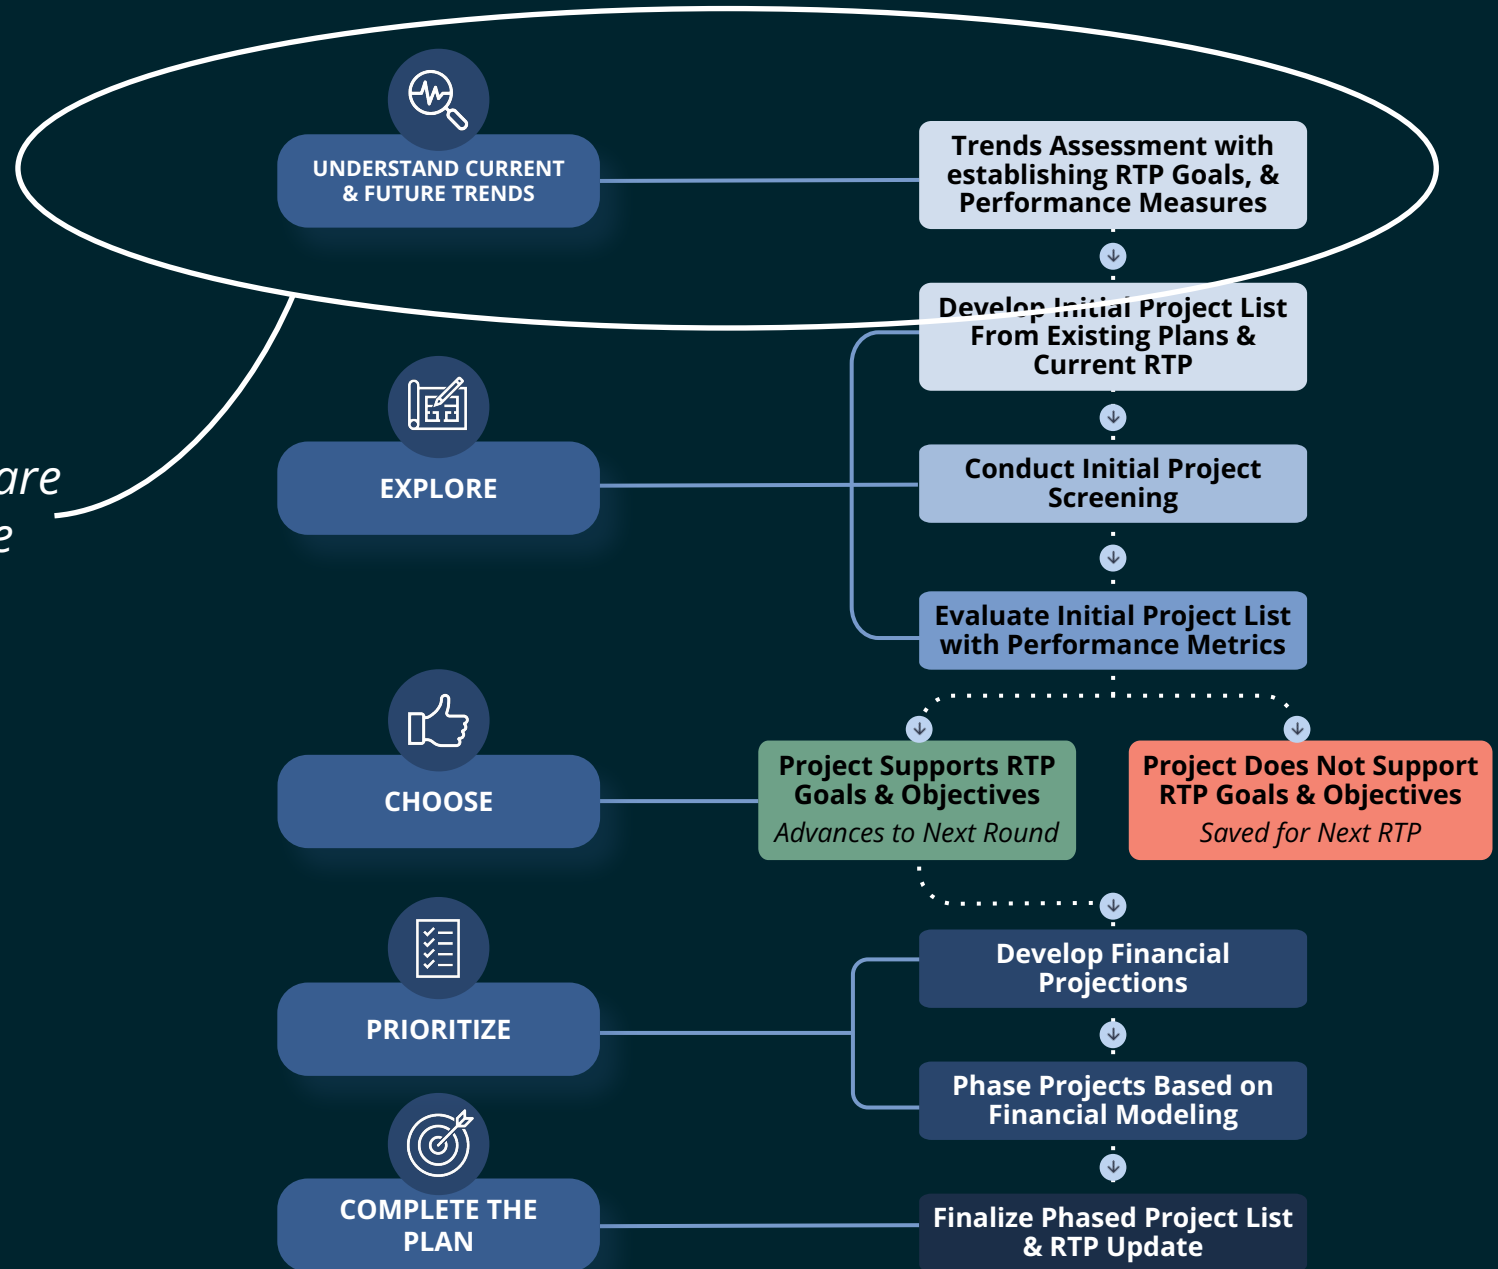 UNDERSTAND CURRENT
& FUTURE TRENDS
Trends Assessment with
establishing RTP Goals, &
Performance Measures
Develop Initial Project List
From Existing Plans &
Current RTP
are
e
EXPLORE
Conduct Initial Project
Screening
Evaluate Initial Project List
with Performance Metrics
CHOOSE
Project Supports RTP
Goals & Objectives
Advances to Next Round
Project Does Not Support
RTP Goals & Objectives
Saved for Next RTP
PRIORITIZE
Develop Financial
Projections
Phase Projects Based on
Financial Modeling
COMPLETE THE
PLAN
Finalize Phased Project List
& RTP Update